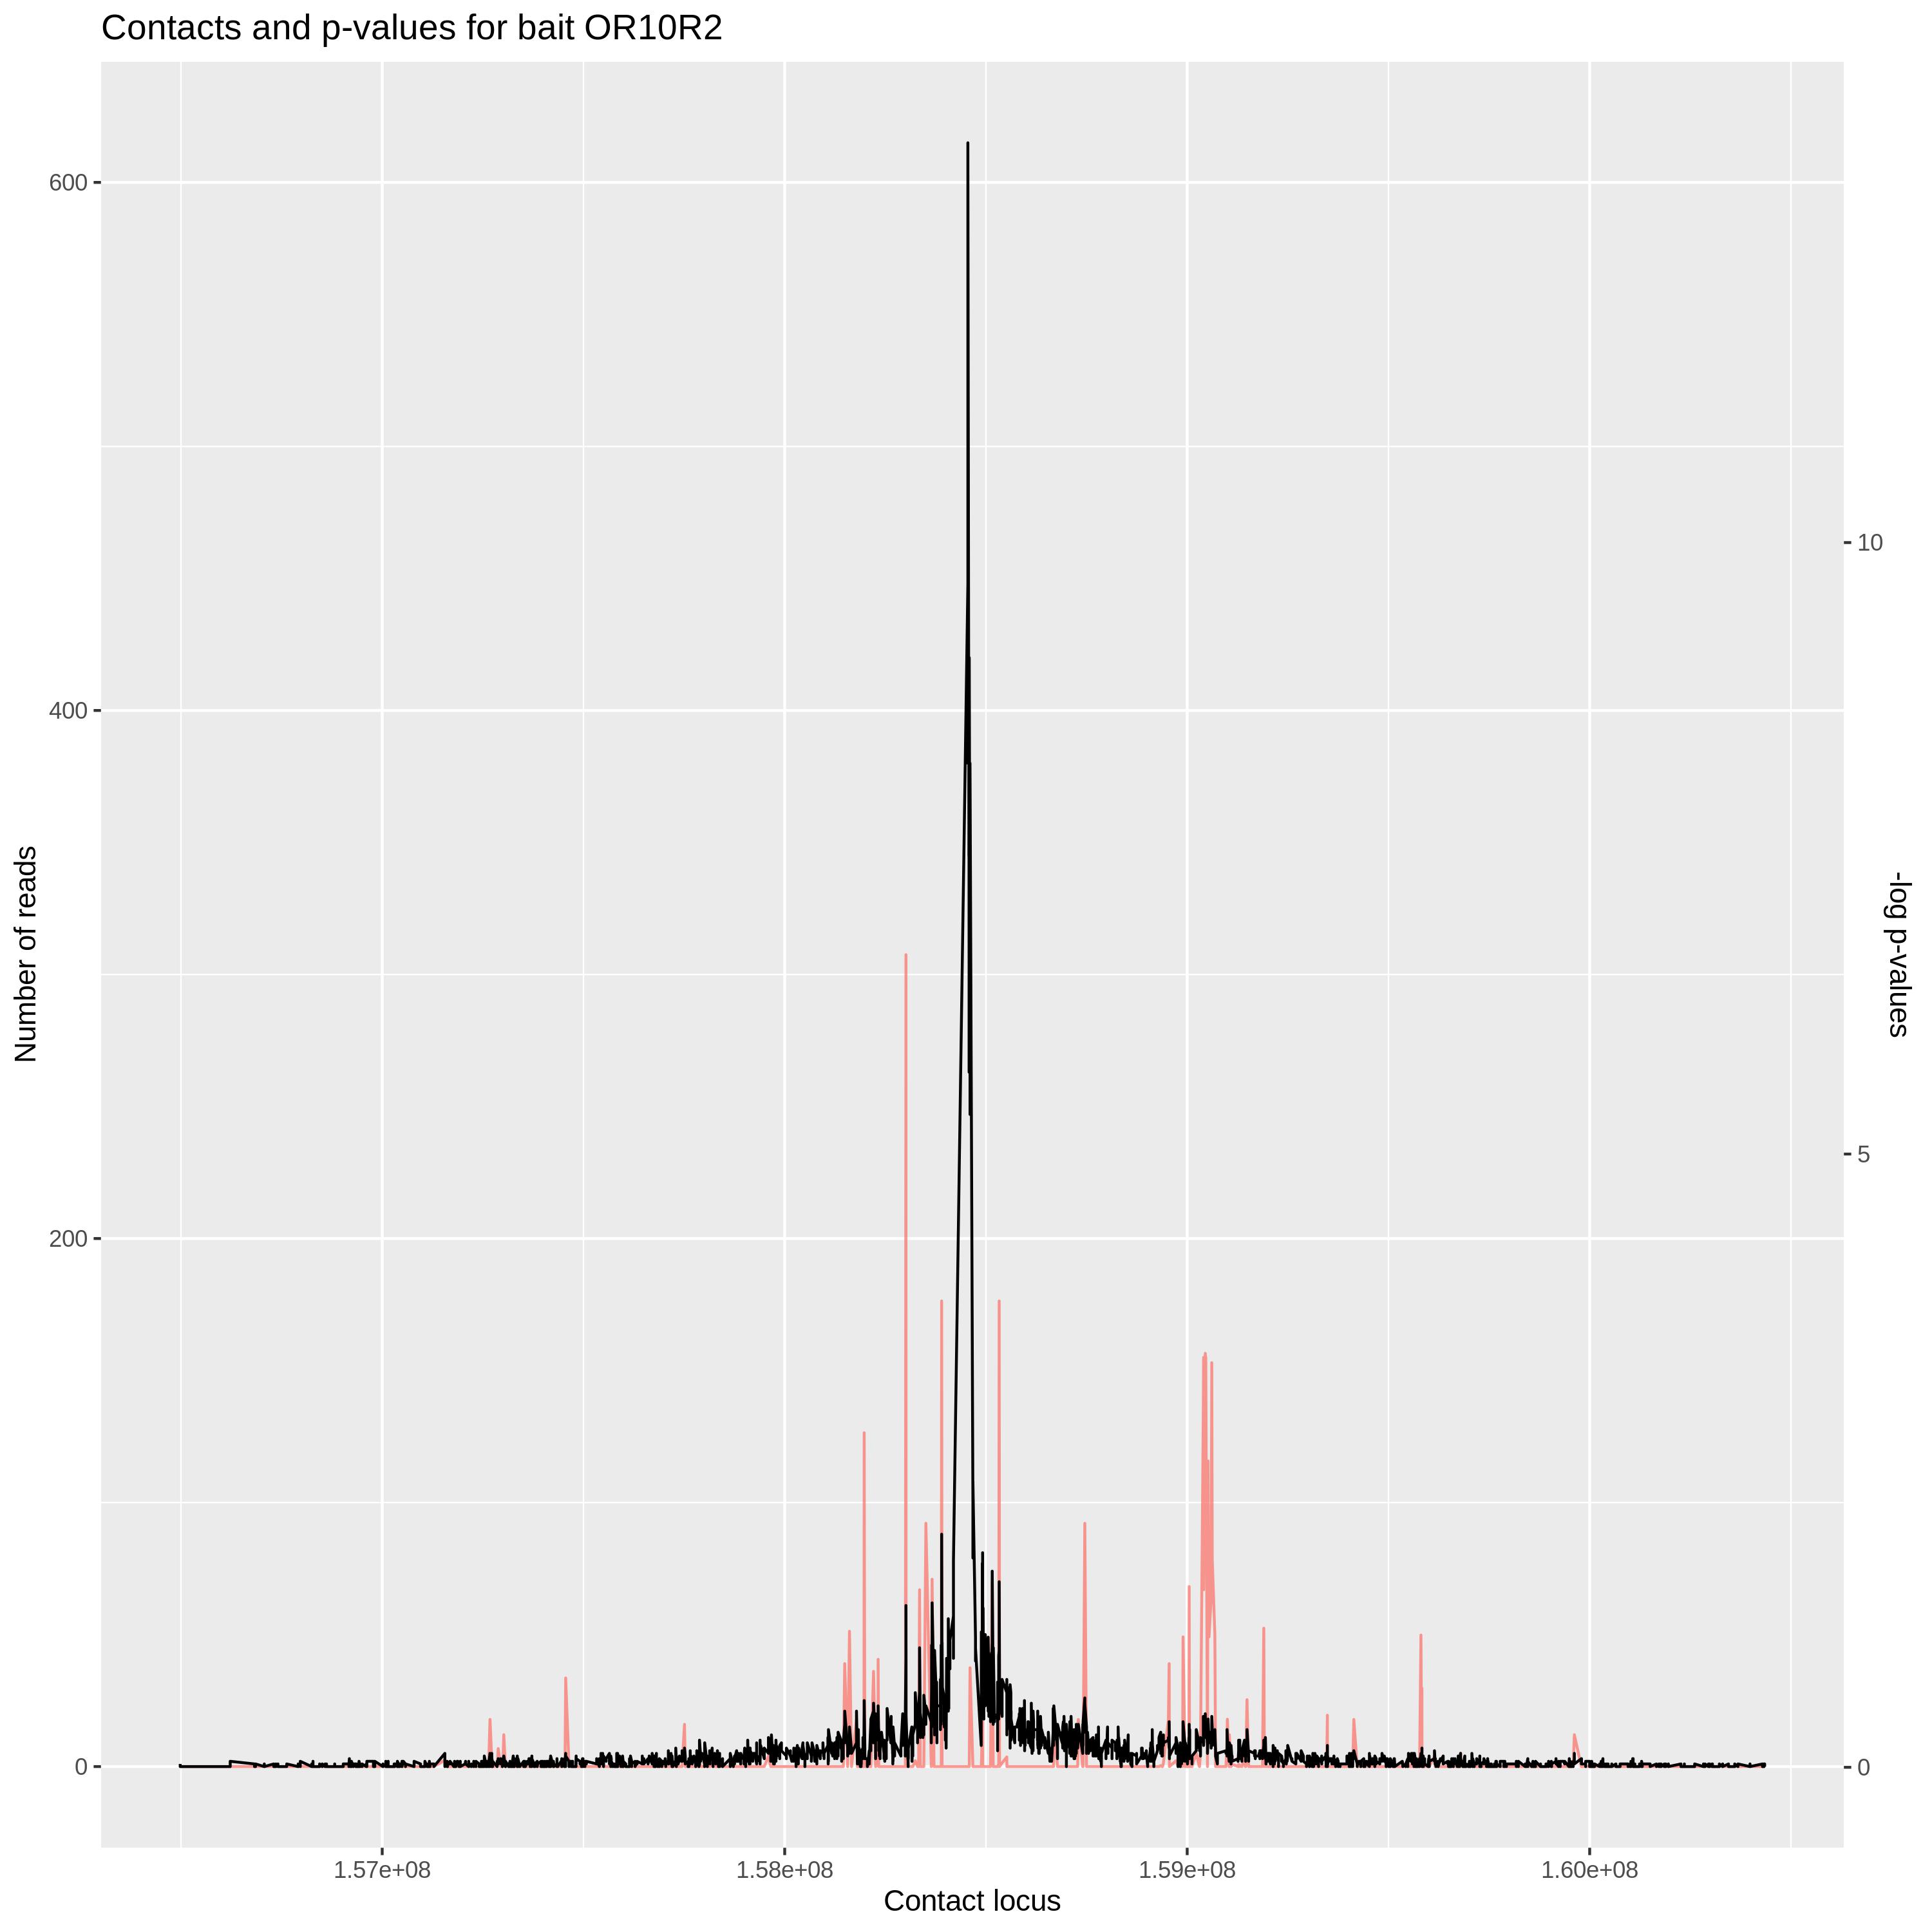 Contacts and p-values for bait OR10R2
600
400
200
0
Number of reads
10
5
0
-log p-values
1.57e+08
1.58e+08
1.59e+08
1.60e+08
Contact locus